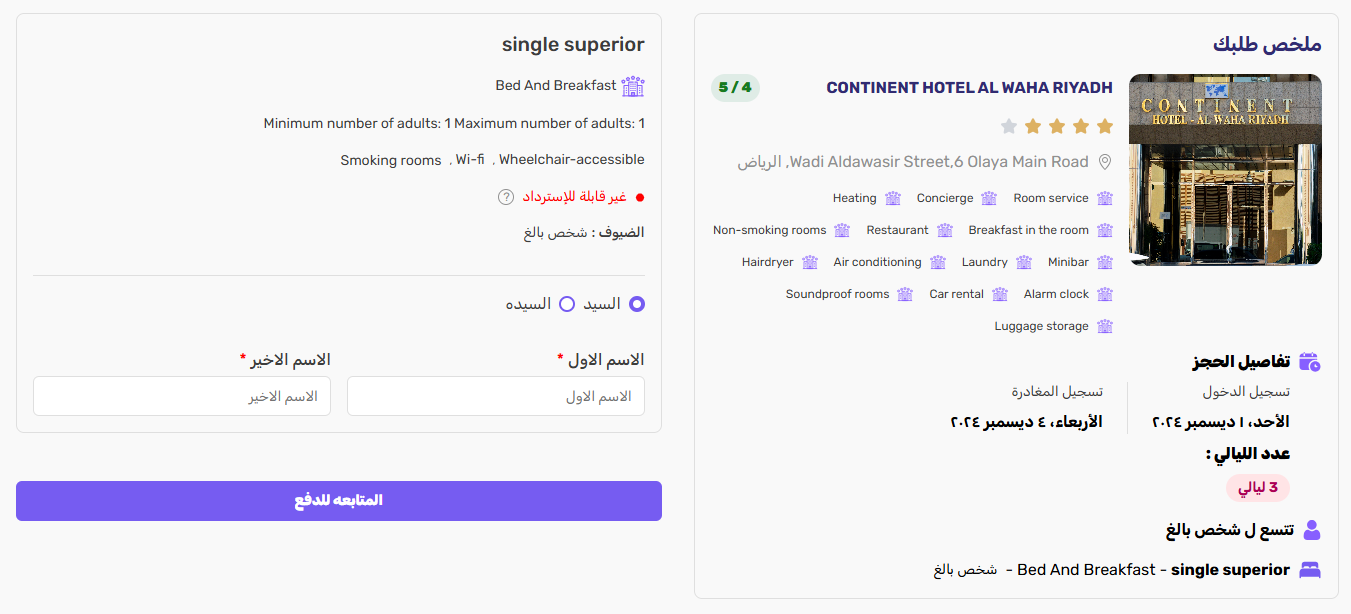 ملخص طلبك
CONTINENT
HOTEL - AL WAHA RIYADH
CONTINENT HOTEL AL WAHA RIYADH
5 / 4
Wadi Aldawasir Street,6 Olaya Main Road, الرياض
Room service Concierge Heating
Breakfast in the room Restaurant Non-smoking rooms
Minibar Laundry Air conditioning Hairdryer
Alarm clock Car rental Soundproof rooms
Luggage storage
تفاصيل الحجز
تسجيل الدخول
الأحد، ١ ديسمبر ٢٠٢٤
تسجيل المغادرة
الأربعاء، ٤ ديسمبر ٢٠٢٤
عدد الليالي :
3 ليالي
تتسع ل شخص بالغ
single superior - Bed And Breakfast - شخص بالغ
single superior
Bed And Breakfast
Minimum number of adults: 1 Maximum number of adults: 1
Wheelchair-accessible , Wi-fi , Smoking rooms
غير قابلة للإسترداد ?
الضيوف : شخص بالغ
السيد السيده
الاسم الاول * الاسم الاخير *
الاسم الاول الاسم الاخير
المتابعه للدفع